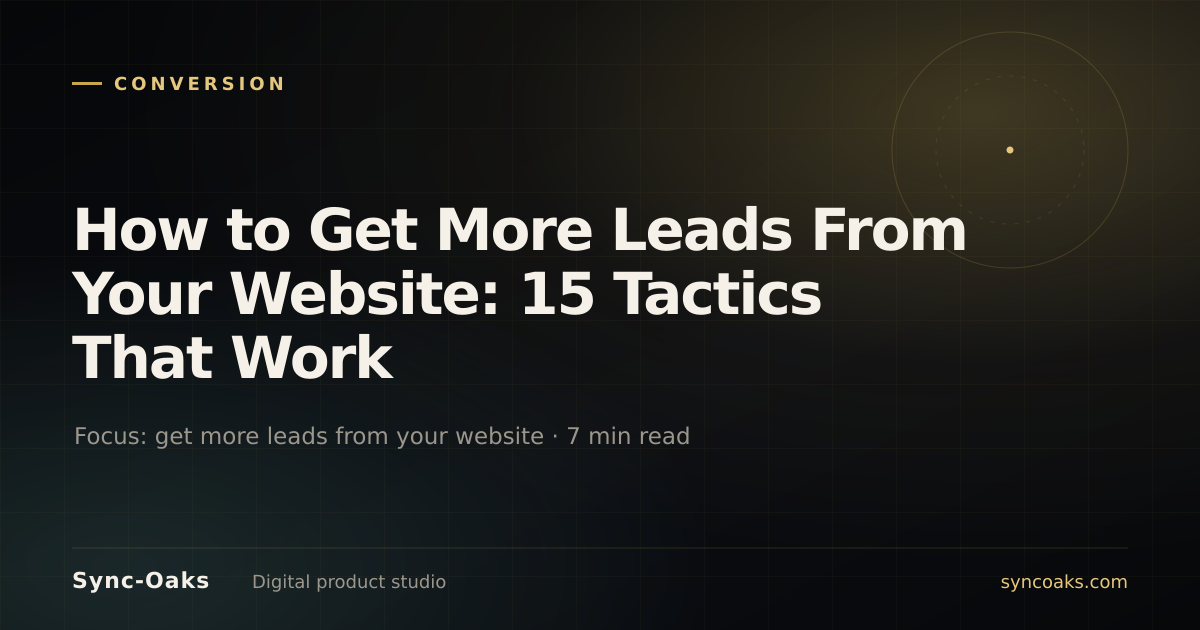 CONVERSION
How to Get More Leads From
Your Website: 15 Tactics
That Work
Focus: get more leads from your website · 7 min read
Sync-Oaks Digital product studio syncoaks.com